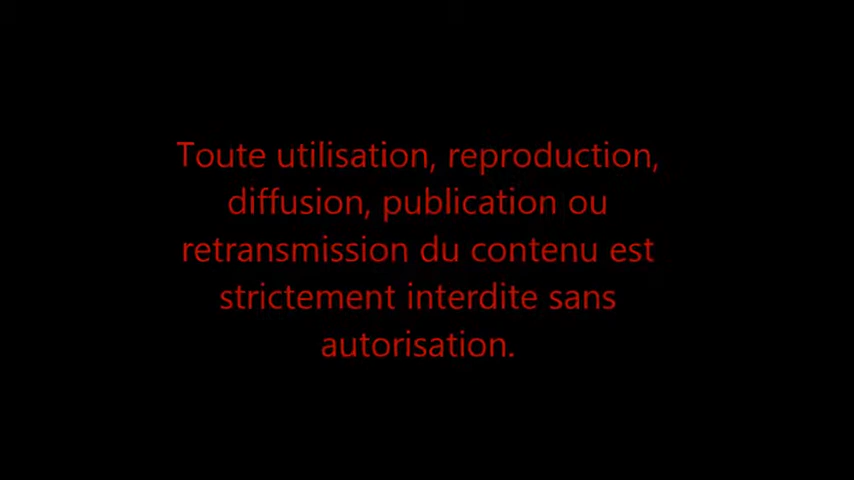 Toute utilisation, reproduction,
diffusion, publication ou
retransmission du contenu est
strictement interdite sans
autorisation.